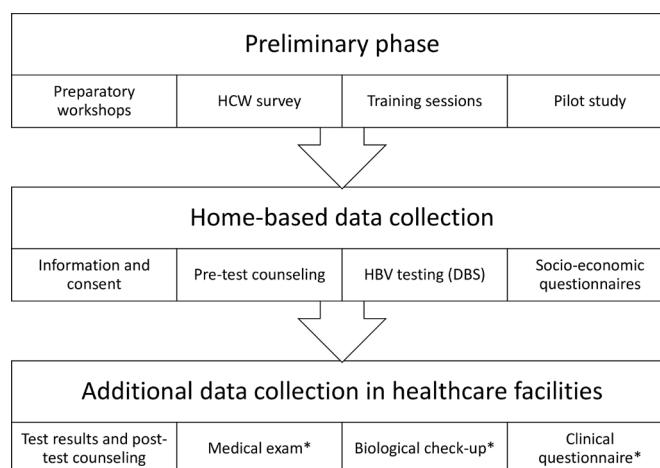 Preliminary phase
Preparatory
workshops
HCW survey
Training sessions
Pilot study
Home-based data collection
Information and
consent
Pre-test counseling
HBV testing (DBS)
Socio-economic
questionnaires
Additional data collection in healthcare facilities
Test results and post-
test counseling
Medical exam*
Biological check-up*
Clinical
questionnaire*